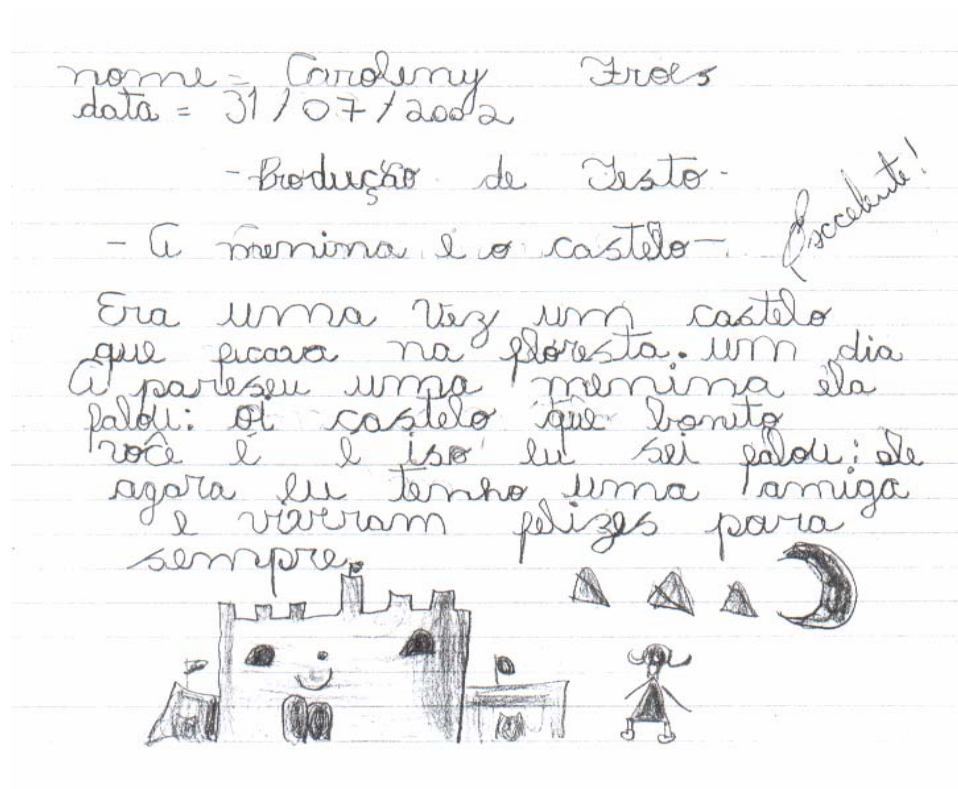 nome = Caroliny Froes
data = 31/07/2002
- Produção de Texto -
Excelente!
- A menina e o castelo -
Era uma vez um castelo
que ficava na floresta. um dia
A pareseu uma menina ela
falou: oi castelo que bonito
você é e iso eu sei falou: ele
agora eu tenho uma amiga
e viviram felizes para
sempre.